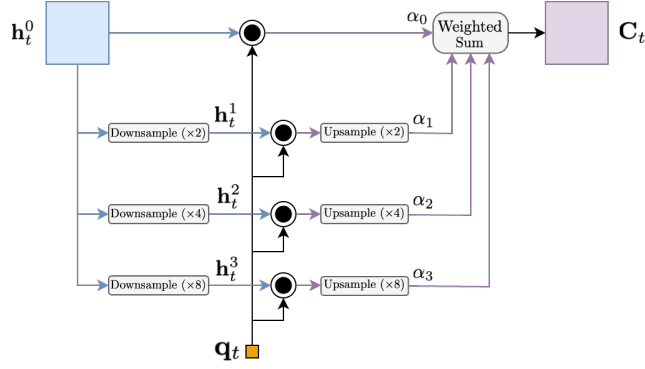 h_t^0
α_0
Weighted
Sum
C_t
Downsample (×2)
h_t^1
Upsample (×2)
α_1
Downsample (×4)
h_t^2
Upsample (×4)
α_2
Downsample (×8)
h_t^3
Upsample (×8)
α_3
q_t